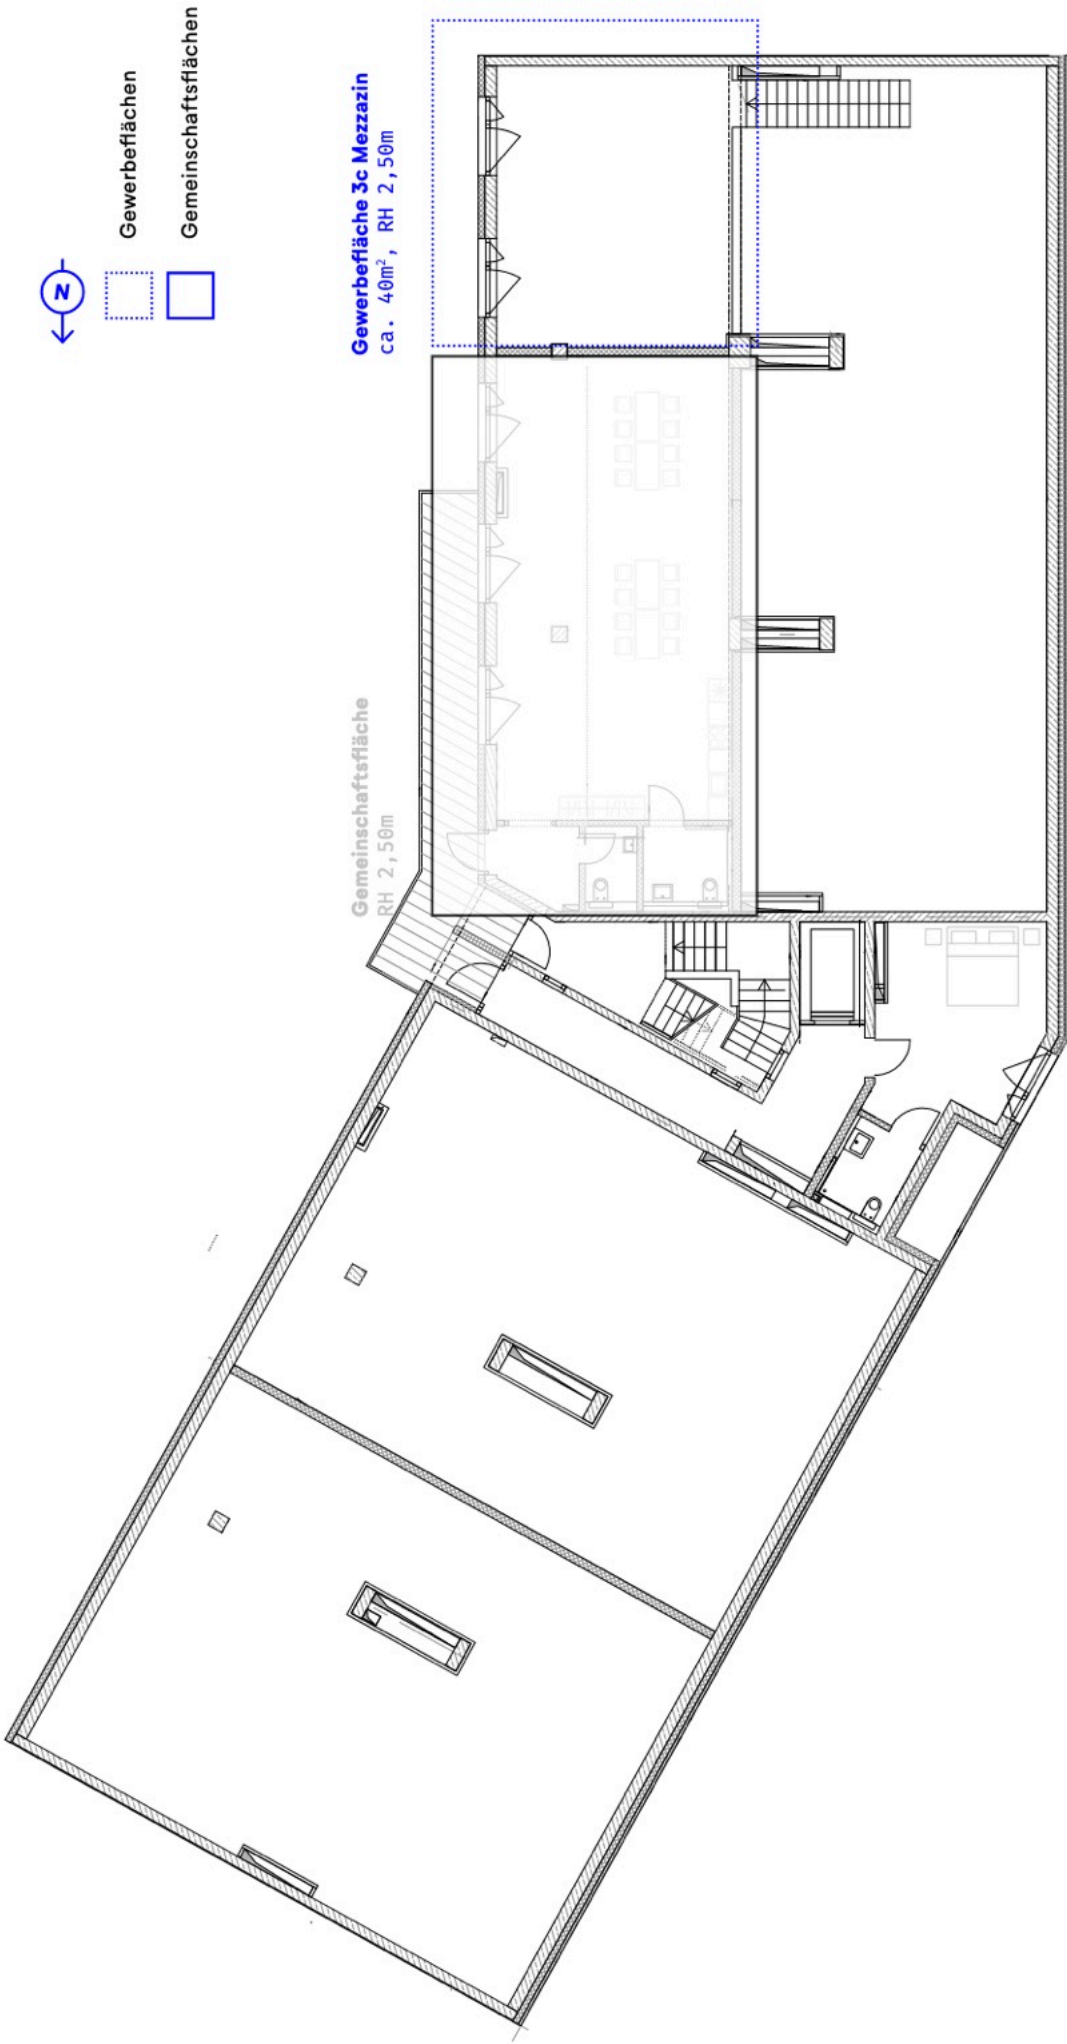 N
Gewerbeflächen
Gemeinschaftsflächen
Gewerbefläche 3c Mezzazin
ca. 40m², RH 2,50m
Gemeinschaftsfläche
RH 2,50m